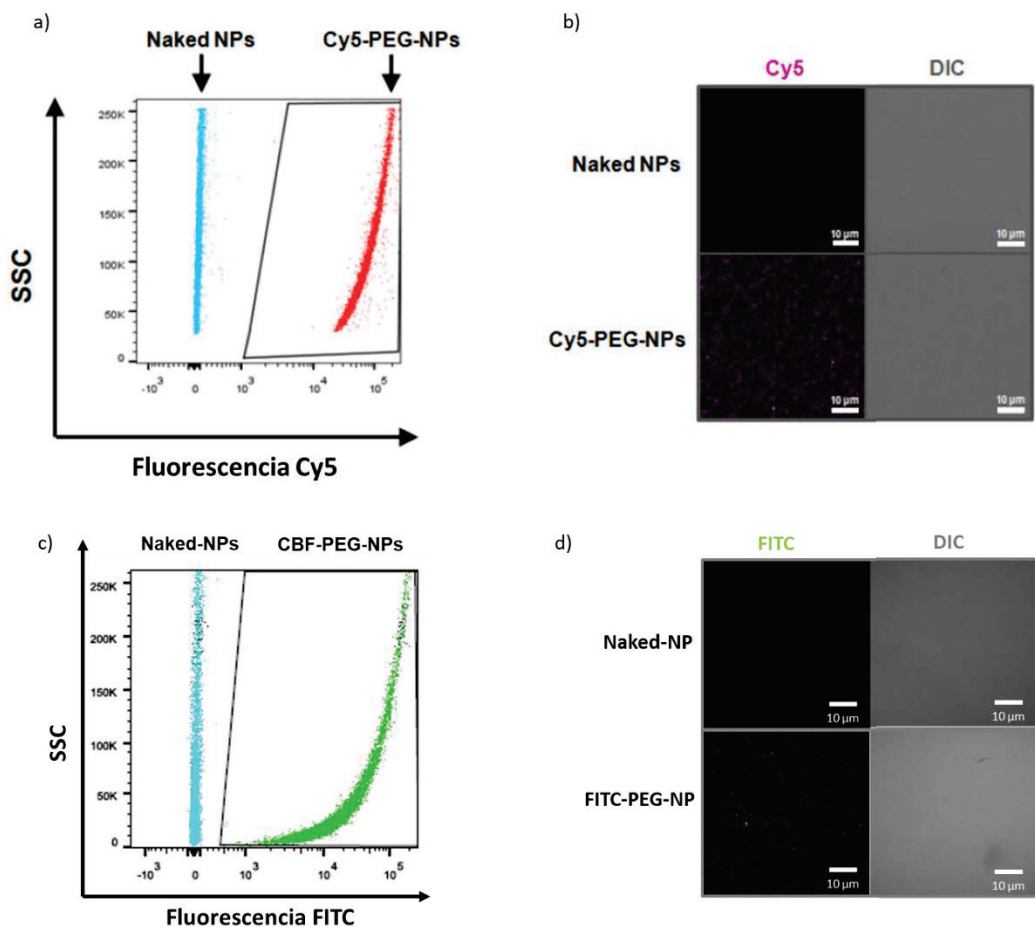 a)
Naked NPs
Cy5-PEG-NPs
250K
200K
150K
100K
50K
0
-10³
0
10³
10⁴
10⁵
SSC
Fluorescencia Cy5
b)
Cy5
DIC
Naked NPs
10 µm
10 µm
Cy5-PEG-NPs
10 µm
10 µm
c)
Naked-NPs
CBF-PEG-NPs
250K
200K
150K
100K
50K
0
-10³
0
10³
10⁴
10⁵
SSC
Fluorescencia FITC
d)
FITC
DIC
Naked-NP
10 µm
10 µm
FITC-PEG-NP
10 µm
10 µm